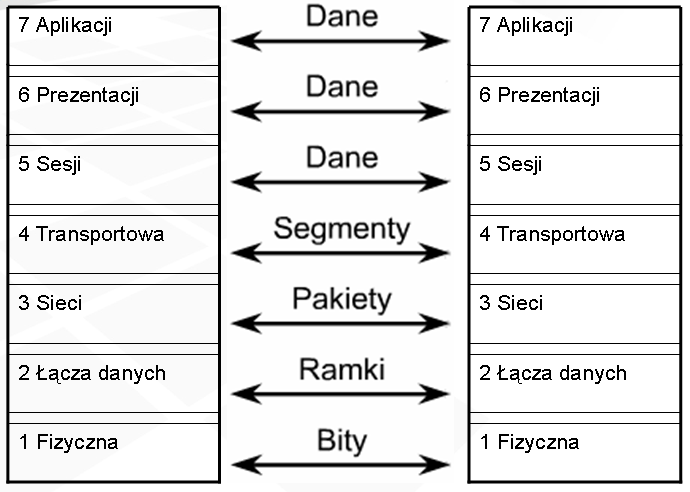 7 Aplikacji
Dane
7 Aplikacji
6 Prezentacji
Dane
6 Prezentacji
5 Sesji
Dane
5 Sesji
4 Transportowa
Segmenty
4 Transportowa
3 Sieci
Pakiety
3 Sieci
2 Łącza danych
Ramki
2 Łącza danych
1 Fizyczna
Bity
1 Fizyczna